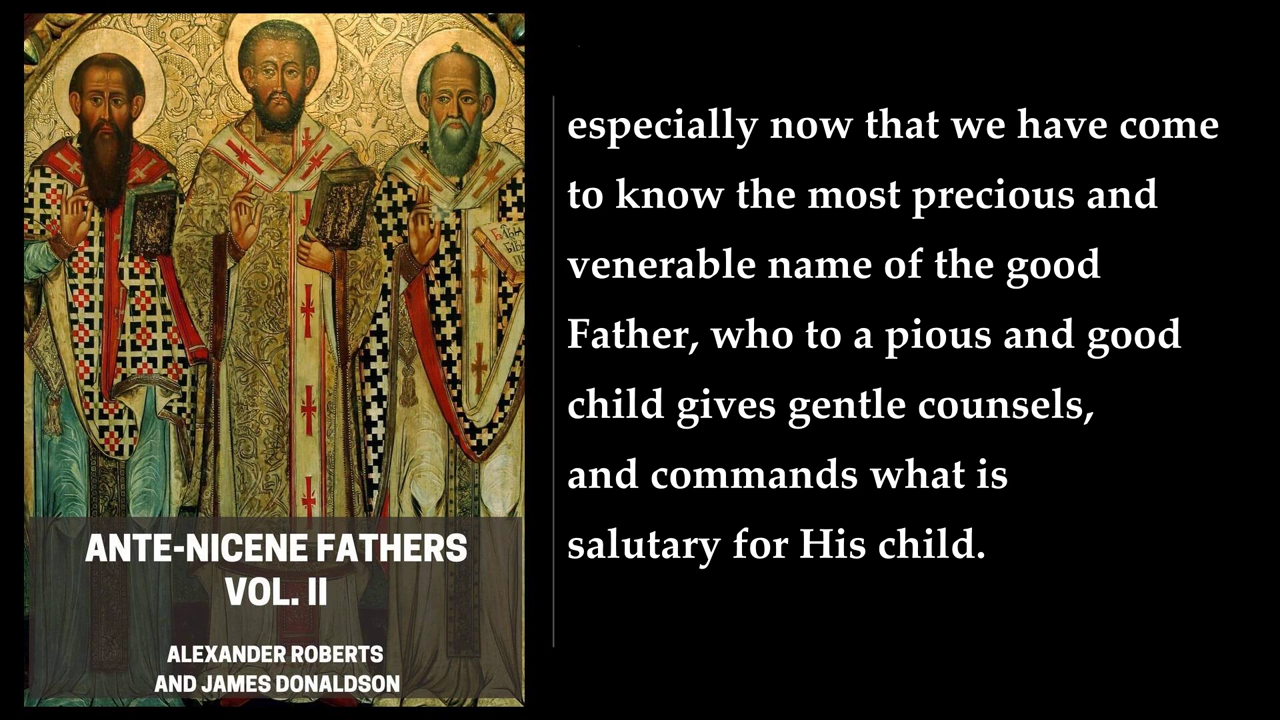 ANTE-NICENE FATHERS
VOL. II
ALEXANDER ROBERTS
AND JAMES DONALDSON
especially now that we have come
to know the most precious and
venerable name of the good
Father, who to a pious and good
child gives gentle counsels,
and commands what is
salutary for His child.